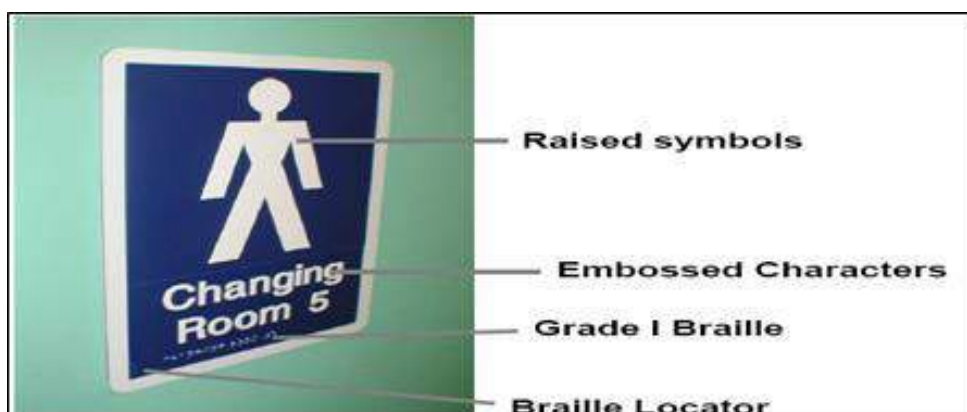 Raised symbols
Changing
Room 5
Embossed Characters
Grade I Braille
Braille Locator